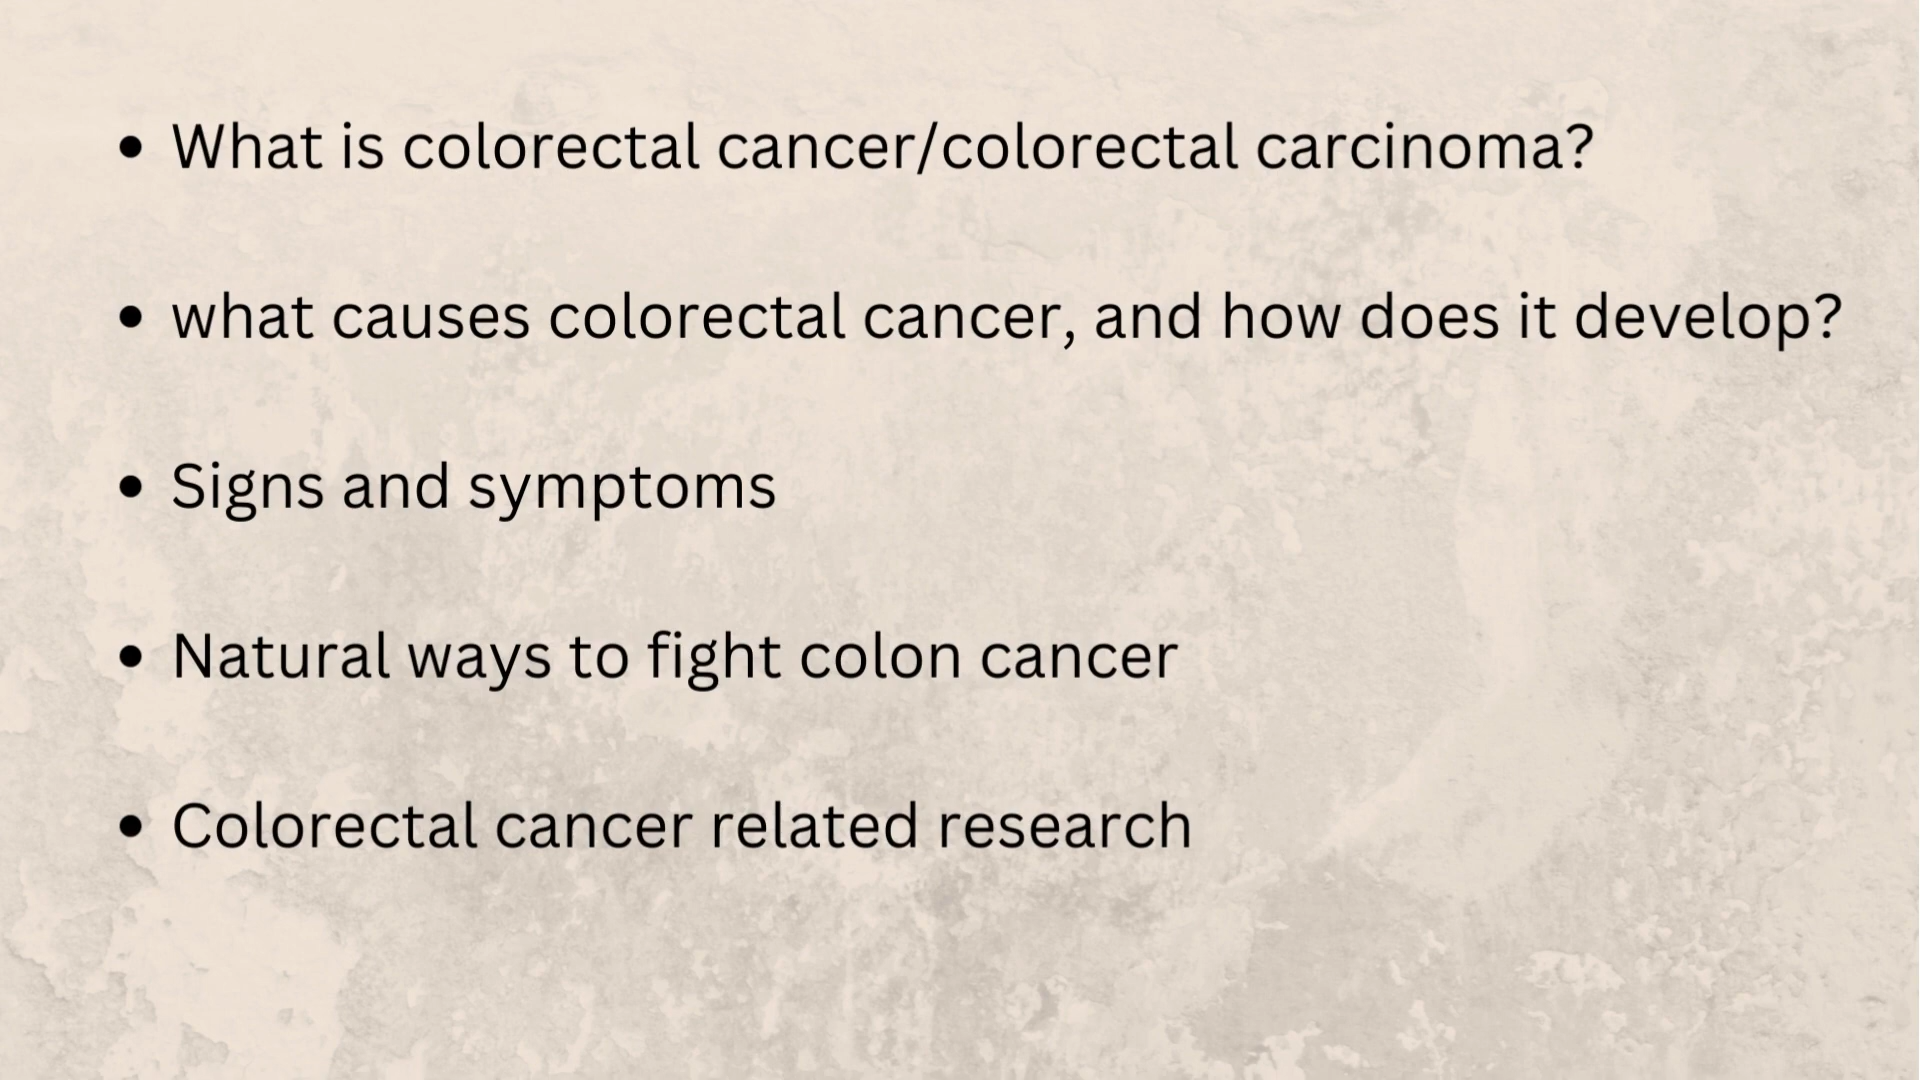 • What is colorectal cancer/colorectal carcinoma?
• what causes colorectal cancer, and how does it develop?
• Signs and symptoms
• Natural ways to fight colon cancer
• Colorectal cancer related research